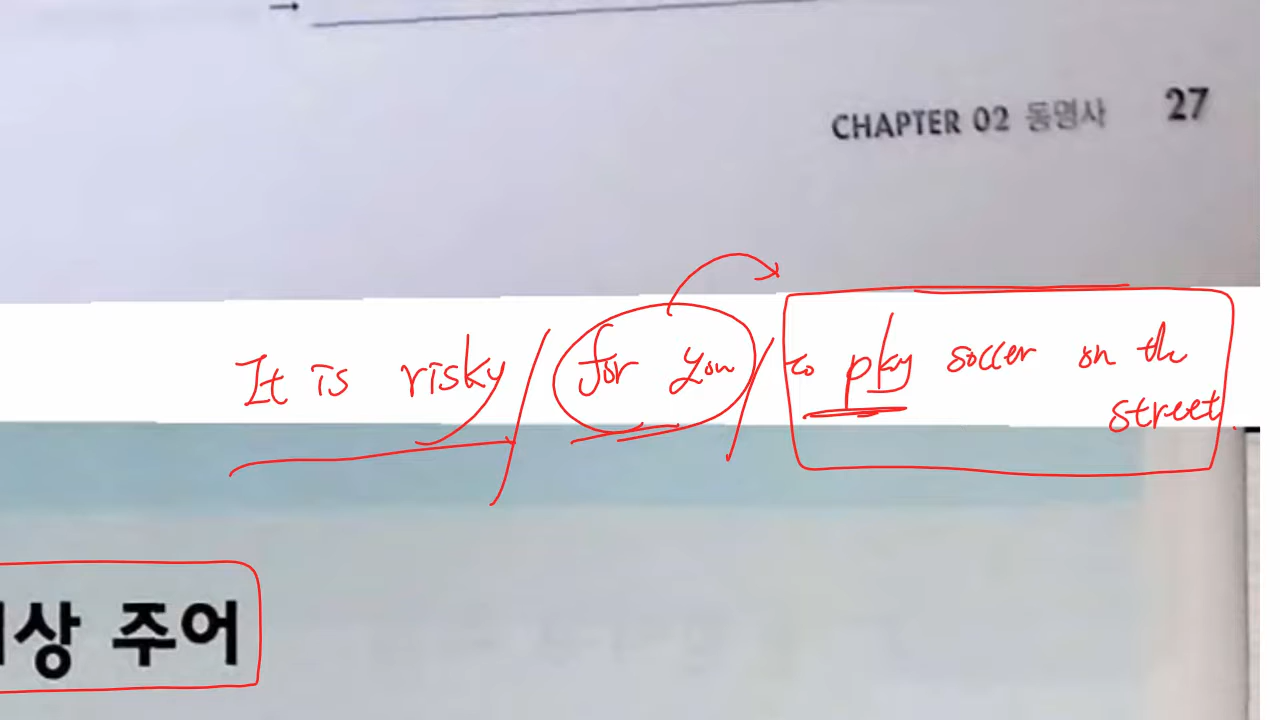 →
CHAPTER 02 동명사 27
It is risky / for you / to play soccer on the
street.
상 주어